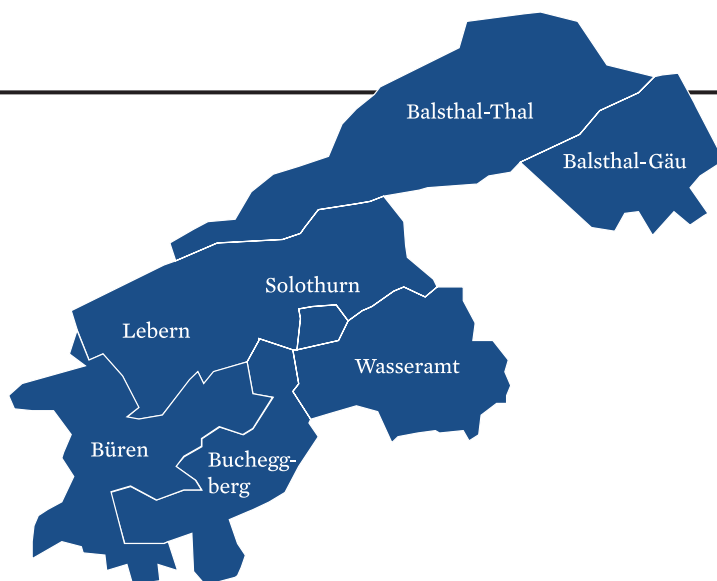 Balsthal-Thal
Balsthal-Gäu
Solothurn
Lebern
Wasseramt
Büren
Buchegg-
berg